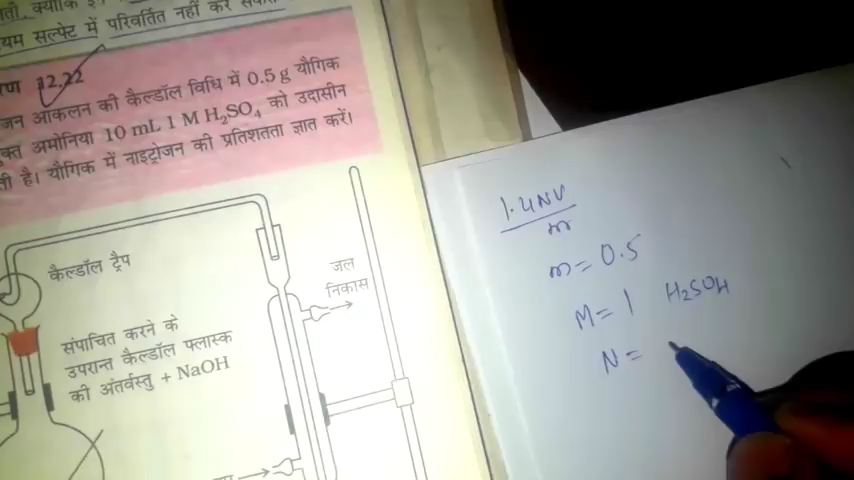 यम सल्फेट में परिवर्तित नहीं कर
रण 12.22
जन आकलन की कैल्डॉल विधि में 0.5 g यौगिक
क्त अमोनिया 10 mL 1 M H₂SO₄ को उदासीन
ती है। यौगिक में नाइट्रोजन की प्रतिशतता ज्ञात करें।
कैल्डॉल ट्रैप
जल
निकास
संपाचित करने के
उपरान्त कैल्डॉल फ्लास्क
की अंतर्वस्तु + NaOH
1.4NV
m
m = 0.5
M = 1 H₂SO4
N =